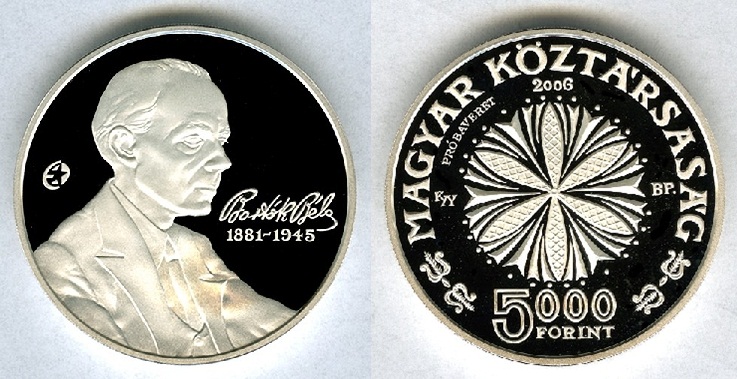 Bartók Béla
1881-1945
MAGYAR KÖZTÁRSASÁG
2006
PRÓBAVERET
BP.
5000
FORINT